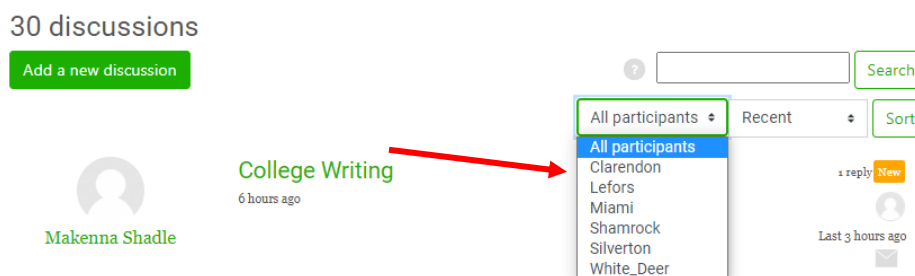 30 discussions
Add a new discussion
?
Search
All participants
Recent
Sort
All participants
Clarendon
Lefors
Miami
Shamrock
Silverton
White_Deer
College Writing
6 hours ago
Makenna Shadle
1 reply New
Last 3 hours ago